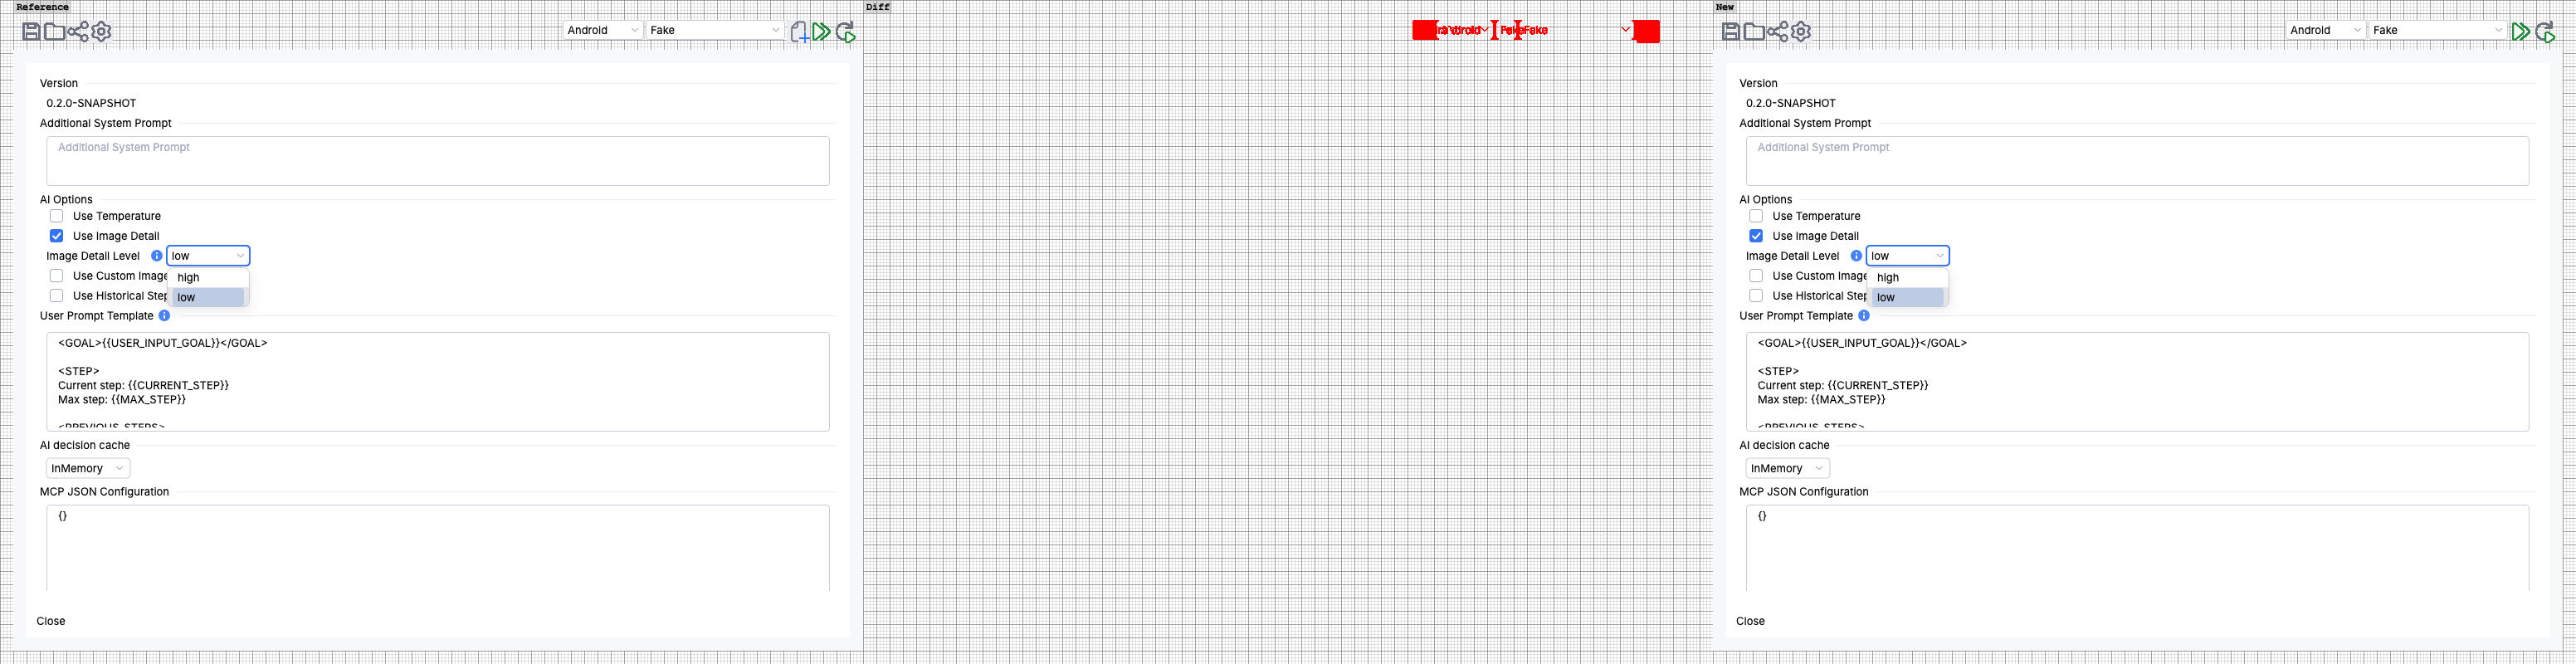 Reference
Android
Fake
Version
0.2.0-SNAPSHOT
Additional System Prompt
Additional System Prompt
AI Options
Use Temperature
Use Image Detail
Image Detail Level
low
Use Custom Image
high
Use Historical Step
low
User Prompt Template
<GOAL>{{USER_INPUT_GOAL}}</GOAL>
<STEP>
Current step: {{CURRENT_STEP}}
Max step: {{MAX_STEP}}
<PREVIOUS_STEPS>
AI decision cache
InMemory
MCP JSON Configuration
{}
Close
Diff
Fake
New
Android
Fake
Version
0.2.0-SNAPSHOT
Additional System Prompt
Additional System Prompt
AI Options
Use Temperature
Use Image Detail
Image Detail Level
low
Use Custom Image
high
Use Historical Step
low
User Prompt Template
<GOAL>{{USER_INPUT_GOAL}}</GOAL>
<STEP>
Current step: {{CURRENT_STEP}}
Max step: {{MAX_STEP}}
<PREVIOUS_STEPS>
AI decision cache
InMemory
MCP JSON Configuration
{}
Close